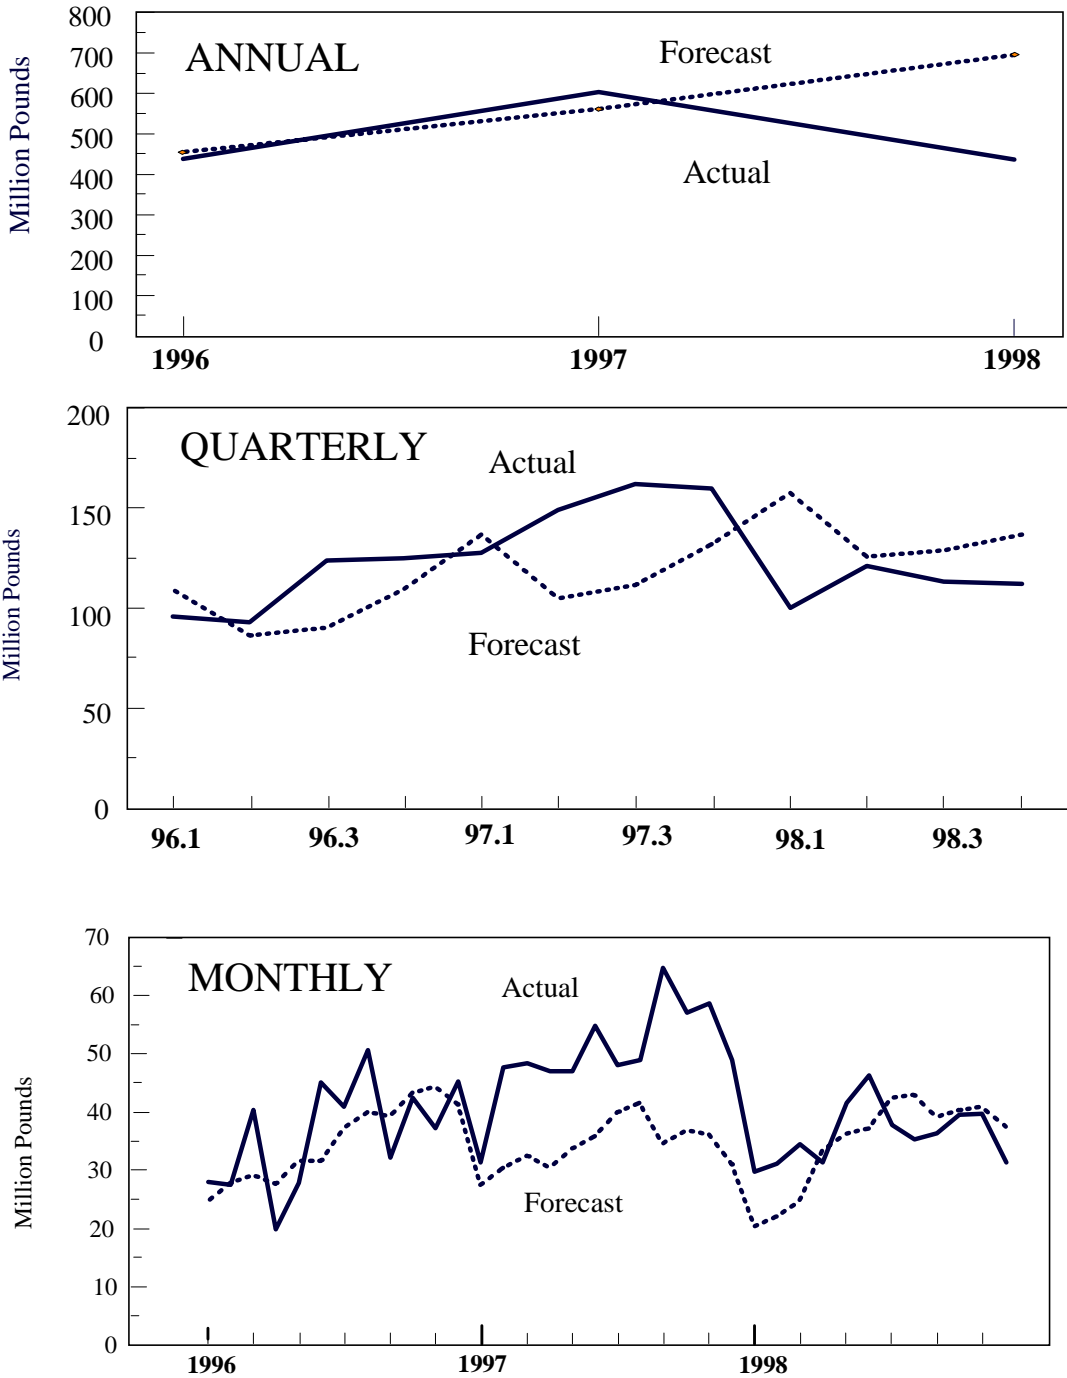 800
700
600
500
400
300
200
100
0
Million Pounds
ANNUAL
Forecast
Actual
1996
1997
1998
200
150
100
50
0
Million Pounds
QUARTERLY
Actual
Forecast
96.1
96.3
97.1
97.3
98.1
98.3
70
60
50
40
30
20
10
0
Million Pounds
MONTHLY
Actual
Forecast
1996
1997
1998